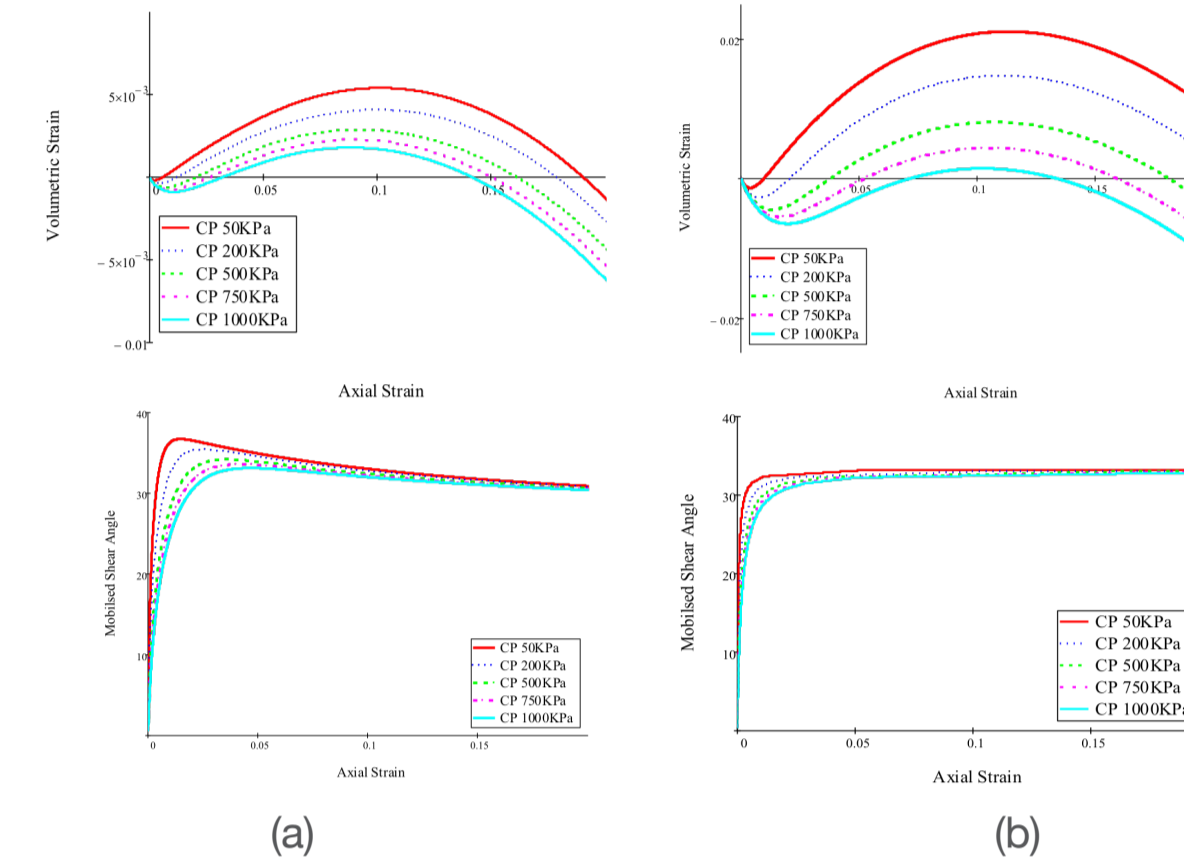 5×10⁻³
0
0.05
0.1
0.15
− 5×10⁻³
− 0.01
Volumetric Strain
CP 50KPa
CP 200KPa
CP 500KPa
CP 750KPa
CP 1000KPa
Axial Strain
0.02
0.05
0.1
0.15
− 0.02
Volumetric Strain
CP 50KPa
CP 200KPa
CP 500KPa
CP 750KPa
CP 1000KPa
Axial Strain
40
30
20
10
0
0.05
0.1
0.15
Mobilsed Shear Angle
CP 50KPa
CP 200KPa
CP 500KPa
CP 750KPa
CP 1000KPa
Axial Strain
(a)
40
30
20
10
0
0.05
0.1
0.15
Mobilsed Shear Angle
CP 50KPa
CP 200KPa
CP 500KPa
CP 750KPa
CP 1000KPa
Axial Strain
(b)